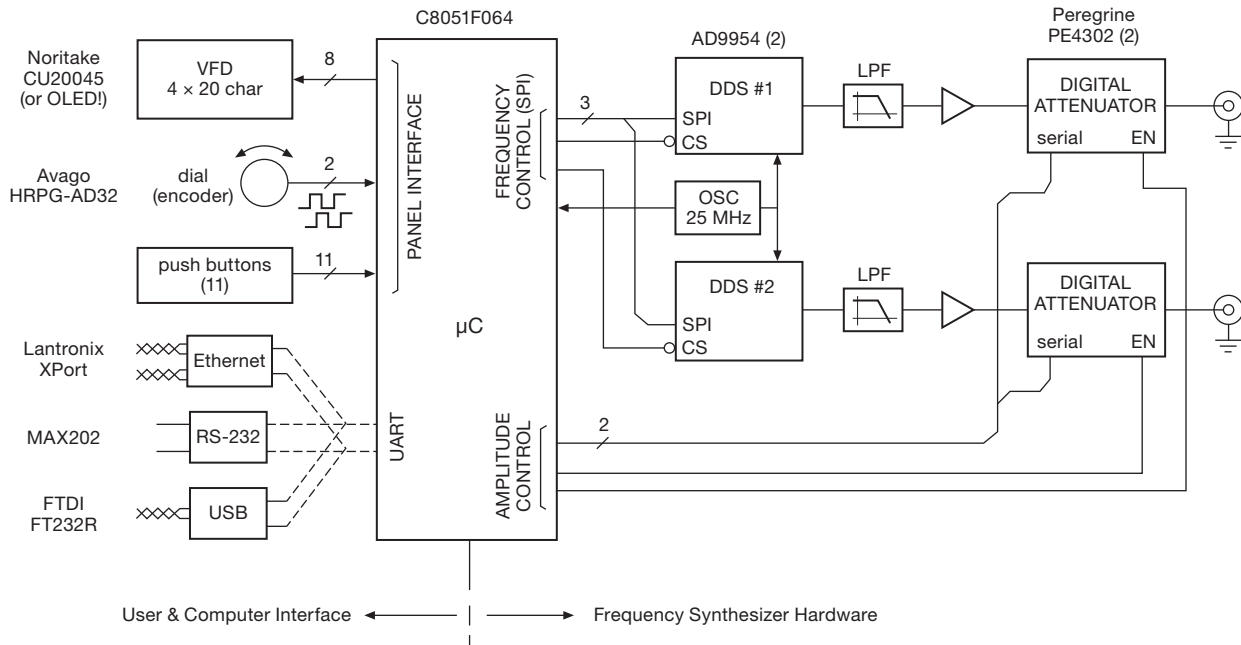 C8051F064
Noritake
CU20045
(or OLED!)
VFD
4 × 20 char
8
Avago
HRPG-AD32
dial
(encoder)
2
push buttons
(11)
11
PANEL INTERFACE
µC
Lantronix
XPort
Ethernet
MAX202
RS-232
FTDI
FT232R
USB
UART
FREQUENCY
CONTROL (SPI)
AMPLITUDE
CONTROL
3
2
AD9954 (2)
DDS #1
SPI
CS
OSC
25 MHz
DDS #2
SPI
CS
LPF
LPF
Peregrine
PE4302 (2)
DIGITAL
ATTENUATOR
serial EN
DIGITAL
ATTENUATOR
serial EN
User & Computer Interface
Frequency Synthesizer Hardware